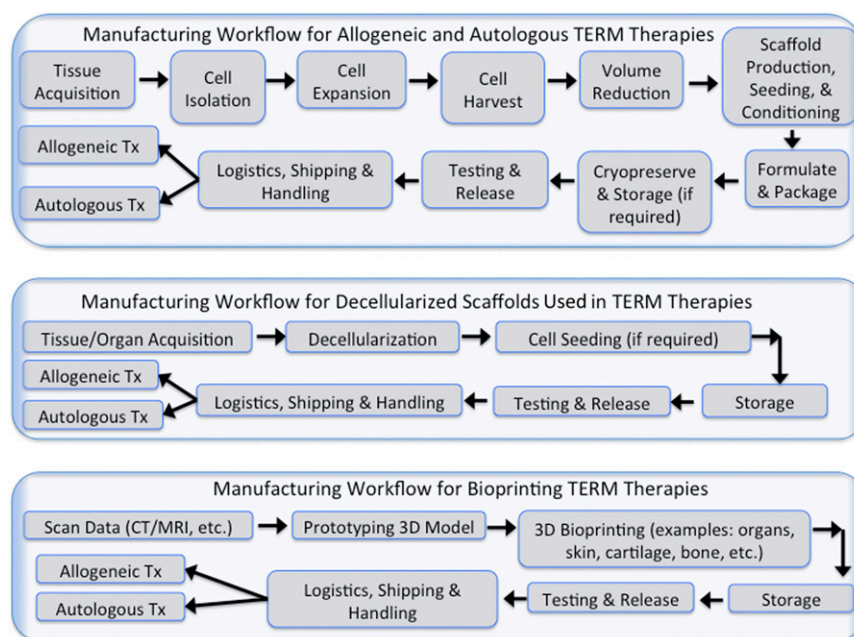 Manufacturing Workflow for Allogeneic and Autologous TERM Therapies
Tissue
Acquisition
Cell
Isolation
Cell
Expansion
Cell
Harvest
Volume
Reduction
Scaffold
Production,
Seeding, &
Conditioning
Formulate
& Package
Cryopreserve
& Storage (if
required)
Testing &
Release
Logistics, Shipping &
Handling
Allogeneic Tx
Autologous Tx
Manufacturing Workflow for Decellularized Scaffolds Used in TERM Therapies
Tissue/Organ Acquisition
Decellularization
Cell Seeding (if required)
Storage
Testing & Release
Logistics, Shipping & Handling
Allogeneic Tx
Autologous Tx
Manufacturing Workflow for Bioprinting TERM Therapies
Scan Data (CT/MRI, etc.)
Prototyping 3D Model
3D Bioprinting (examples: organs,
skin, cartilage, bone, etc.)
Storage
Testing & Release
Logistics, Shipping &
Handling
Allogeneic Tx
Autologous Tx